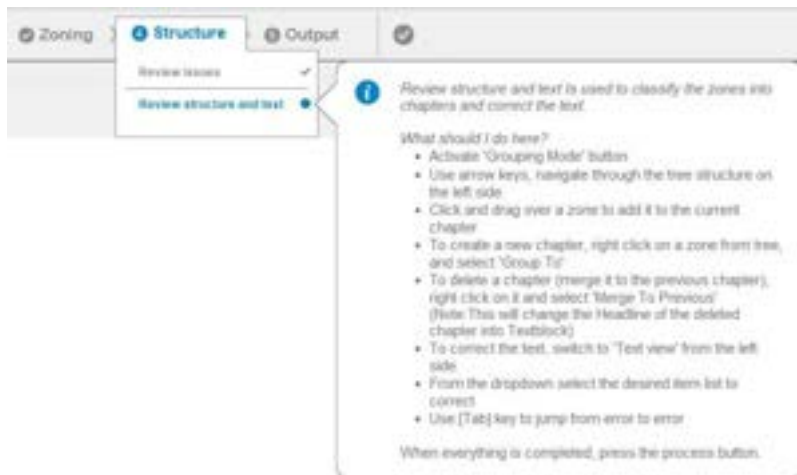 Zoning
4 Structure
5 Output
Review issues
Review structure and text
Review structure and text is used to classify the zones into
chapters and correct the text.
What should I do here?
• Activate 'Grouping Mode' button
• Use arrow keys, navigate through the tree structure on
the left side
• Click and drag over a zone to add it to the current
chapter
• To create a new chapter, right click on a zone from tree,
and select 'Group To'
• To delete a chapter (merge it to the previous chapter),
right click on it and select 'Merge To Previous'
(Note:This will change the Headline of the deleted
chapter into Textblock)
• To correct the text, switch to 'Text view' from the left
side
• From the dropdown select the desired item list to
correct
• Use [Tab] key to jump from error to error
When everything is completed, press the process button.